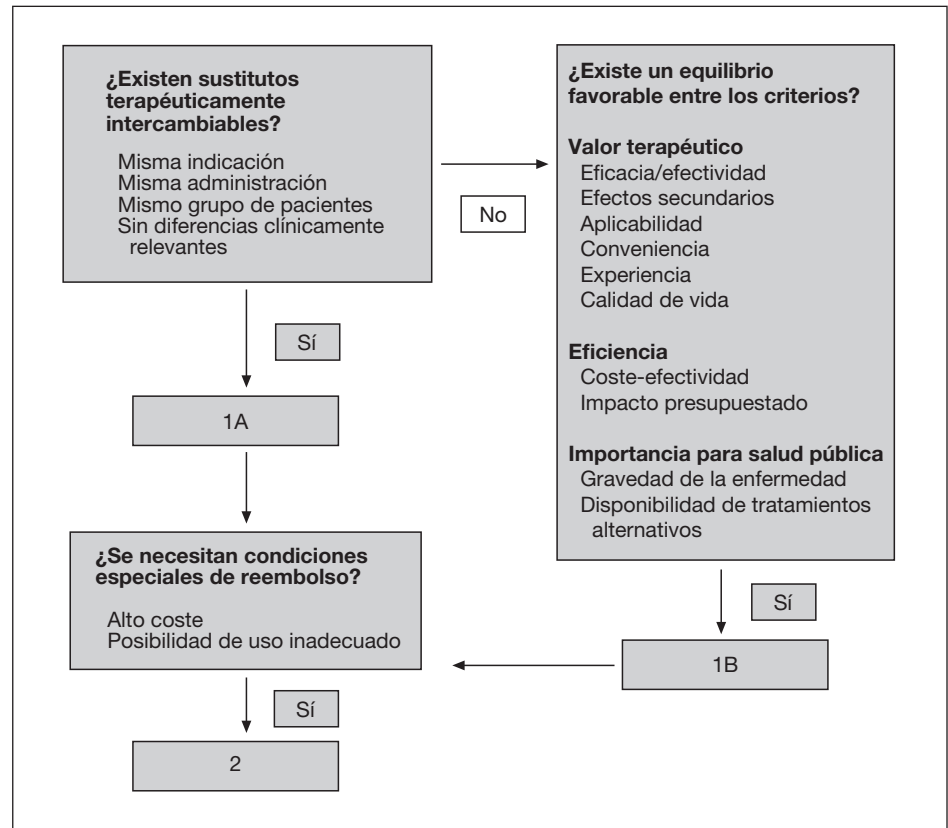 ¿Existen sustitutos
terapéuticamente
intercambiables?
Misma indicación
Misma administración
Mismo grupo de pacientes
Sin diferencias clínicamente
relevantes
No
¿Existe un equilibrio
favorable entre los criterios?
Valor terapéutico
Eficacia/efectividad
Efectos secundarios
Aplicabilidad
Conveniencia
Experiencia
Calidad de vida
Eficiencia
Coste-efectividad
Impacto presupuestado
Importancia para salud pública
Gravedad de la enfermedad
Disponibilidad de tratamientos
alternativos
Sí
1A
¿Se necesitan condiciones
especiales de reembolso?
Alto coste
Posibilidad de uso inadecuado
Sí
1B
Sí
2